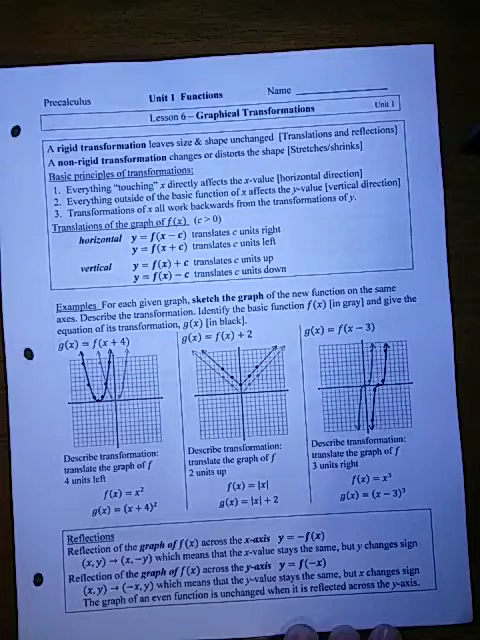 Precalculus Unit 1 Functions Name
Lesson 6 – Graphical Transformations Unit 1
A rigid transformation leaves size & shape unchanged [Translations and reflections]
A non-rigid transformation changes or distorts the shape [Stretches/shrinks]
Basic principles of transformations:
1. Everything "touching" x directly affects the x-value [horizontal direction]
2. Everything outside of the basic function of x affects the y-value [vertical direction]
3. Transformations of x all work backwards from the transformations of y.
Translations of the graph of f(x) (c > 0)
horizontal y = f(x − c) translates c units right
y = f(x + c) translates c units left
vertical y = f(x) + c translates c units up
y = f(x) − c translates c units down
Examples For each given graph, sketch the graph of the new function on the same
axes. Describe the transformation. Identify the basic function f(x) [in gray] and give the
equation of its transformation, g(x) [in black].
g(x) = f(x + 4)
Describe transformation:
translate the graph of f
4 units left
f(x) = x²
g(x) = (x + 4)²
g(x) = f(x) + 2
Describe transformation:
translate the graph of f
2 units up
f(x) = |x|
g(x) = |x| + 2
g(x) = f(x − 3)
Describe transformation:
translate the graph of f
3 units right
f(x) = x³
g(x) = (x − 3)³
Reflections
Reflection of the graph of f(x) across the x-axis y = −f(x)
(x, y) → (x, −y) which means that the x-value stays the same, but y changes sign
Reflection of the graph of f(x) across the y-axis y = f(−x)
(x, y) → (−x, y) which means that the y-value stays the same, but x changes sign
The graph of an even function is unchanged when it is reflected across the y-axis.